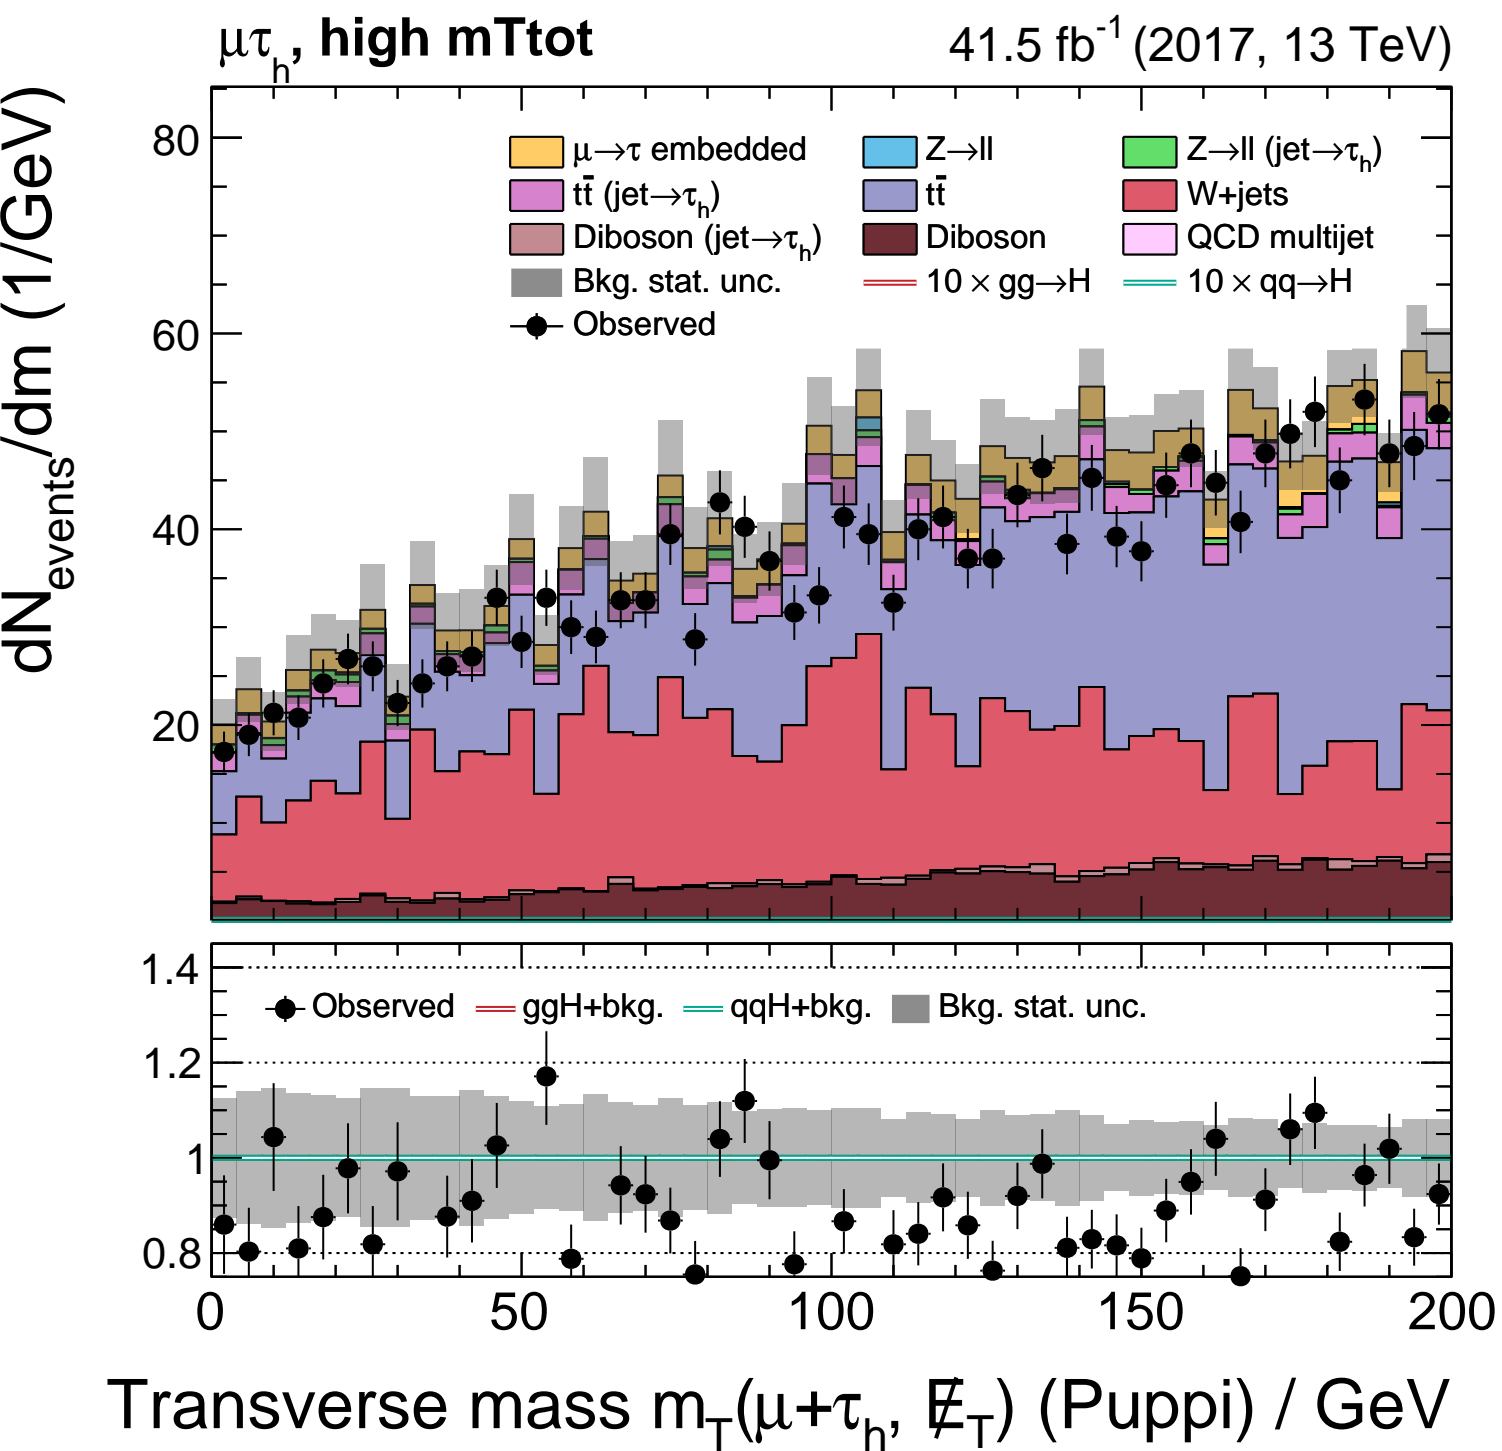 μτh, high mTtot
41.5 fb-1 (2017, 13 TeV)
dNevents/dm (1/GeV)
80
60
40
20
μ→τ embedded
Z→ll
Z→ll (jet→τh)
tt̄ (jet→τh)
tt̄
W+jets
Diboson (jet→τh)
Diboson
QCD multijet
Bkg. stat. unc.
10 × gg→H
10 × qq→H
Observed
1.4
1.2
1
0.8
Observed
ggH+bkg.
qqH+bkg.
Bkg. stat. unc.
0 50 100 150 200
Transverse mass mT(μ+τh, E̸T) (Puppi) / GeV